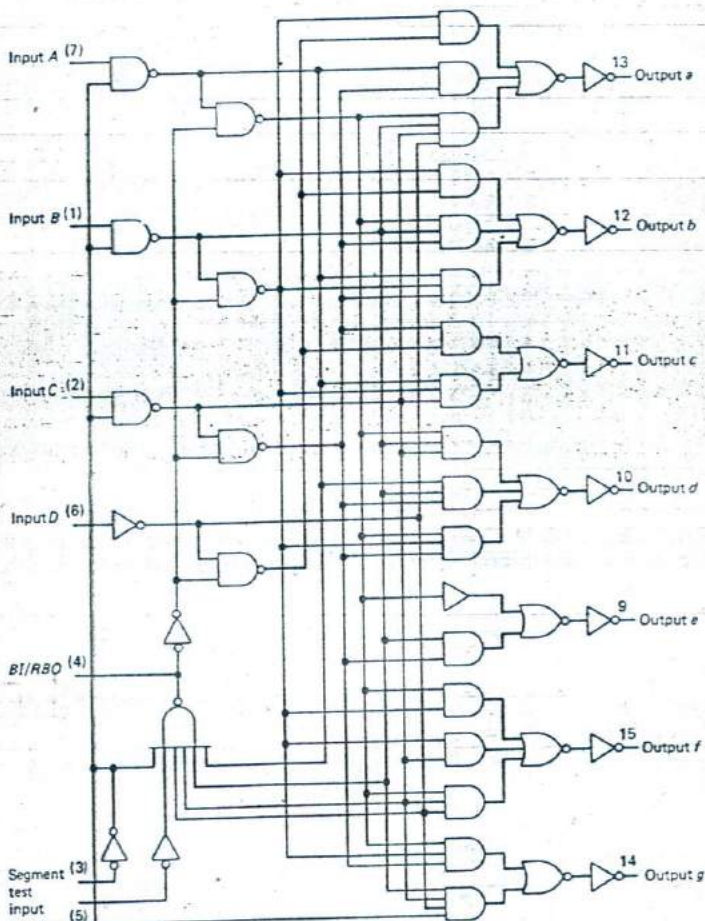 Input A (7)
13
Output a
Input B (1)
12
Output b
11
Output c
Input C (2)
10
Output d
Input D (6)
9
Output e
BI/RBO (4)
15
Output f
Segment (3)
test
input
(5)
14
Output g